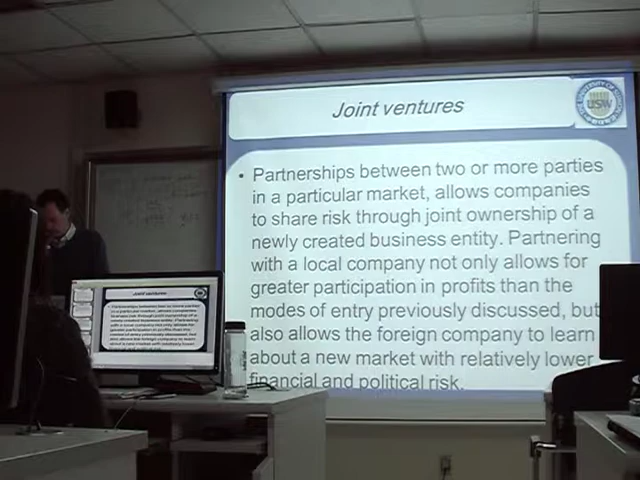 Joint ventures
• Partnerships between two or more parties
in a particular market, allows companies
to share risk through joint ownership of a
newly created business entity. Partnering
with a local company not only allows for
greater participation in profits than the
modes of entry previously discussed, but
also allows the foreign company to learn
about a new market with relatively lower
financial and political risk.
USW
Joint ventures